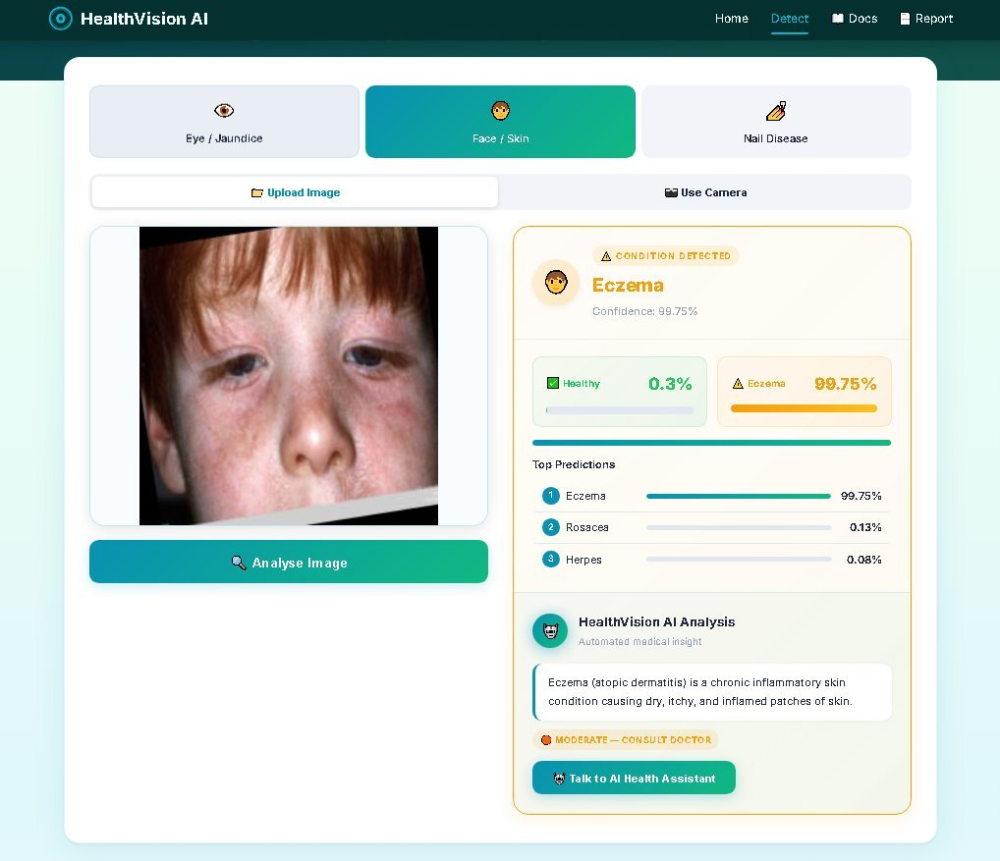 HealthVision AI
Home
Detect
Docs
Report
Eye / Jaundice
Face / Skin
Nail Disease
Upload Image
Use Camera
Analyse Image
CONDITION DETECTED
Eczema
Confidence: 99.75%
Healthy 0.3%
Eczema 99.75%
Top Predictions
1 Eczema 99.75%
2 Rosacea 0.13%
3 Herpes 0.08%
HealthVision AI Analysis
Automated medical insight
Eczema (atopic dermatitis) is a chronic inflammatory skin
condition causing dry, itchy, and inflamed patches of skin.
MODERATE — CONSULT DOCTOR
Talk to AI Health Assistant